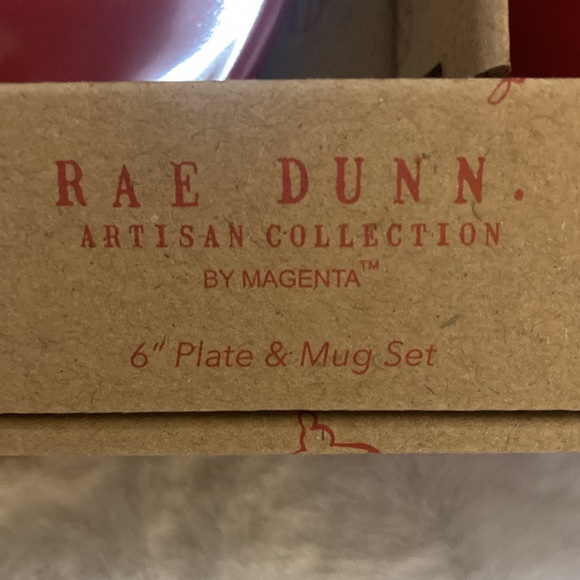 RAE DUNN.
ARTISAN COLLECTION
BY MAGENTA™
6" Plate & Mug Set